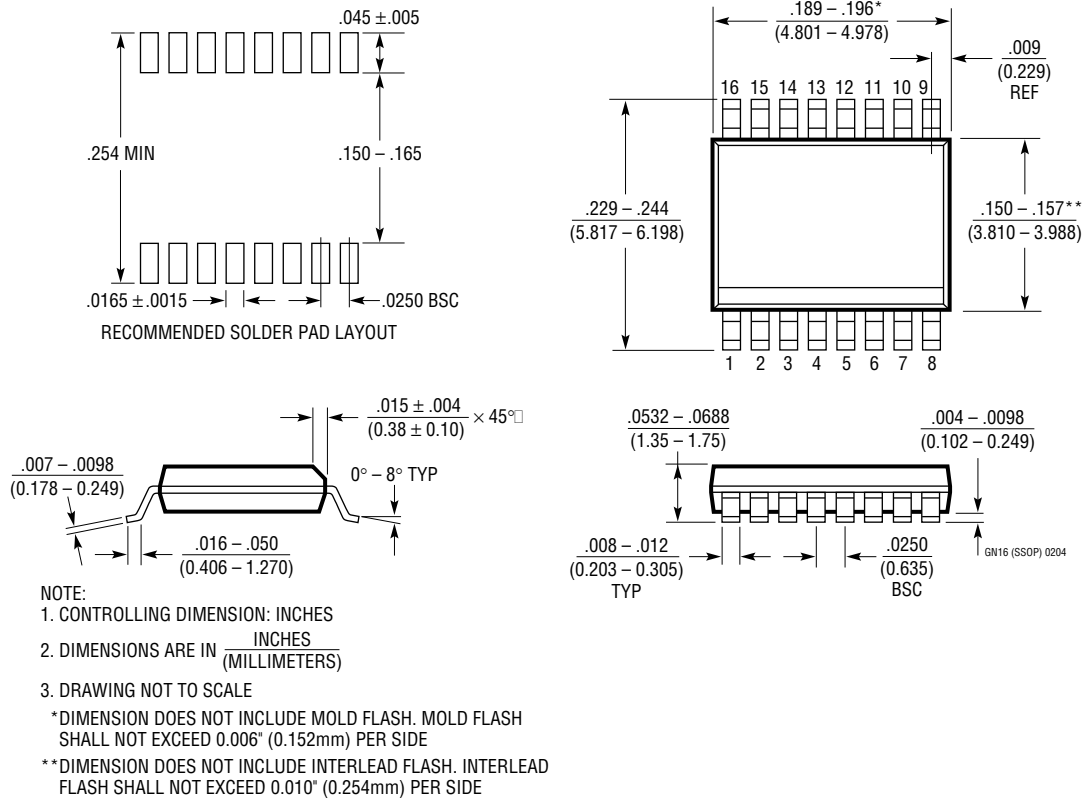 .045 ±.005
.254 MIN
.150 – .165
.0165 ±.0015
.0250 BSC
RECOMMENDED SOLDER PAD LAYOUT
.189 – .196*
(4.801 – 4.978)
.009
(0.229)
REF
16 15 14 13 12 11 10 9
.229 – .244
(5.817 – 6.198)
.150 – .157**
(3.810 – 3.988)
1 2 3 4 5 6 7 8
.015 ± .004
(0.38 ± 0.10)
× 45°
.007 – .0098
(0.178 – 0.249)
0° – 8° TYP
.016 – .050
(0.406 – 1.270)
.0532 – .0688
(1.35 – 1.75)
.004 – .0098
(0.102 – 0.249)
.008 – .012
(0.203 – 0.305)
TYP
.0250
(0.635)
BSC
GN16 (SSOP) 0204
NOTE:
1. CONTROLLING DIMENSION: INCHES
2. DIMENSIONS ARE IN INCHES
(MILLIMETERS)
3. DRAWING NOT TO SCALE
*DIMENSION DOES NOT INCLUDE MOLD FLASH. MOLD FLASH
SHALL NOT EXCEED 0.006" (0.152mm) PER SIDE
**DIMENSION DOES NOT INCLUDE INTERLEAD FLASH. INTERLEAD
FLASH SHALL NOT EXCEED 0.010" (0.254mm) PER SIDE